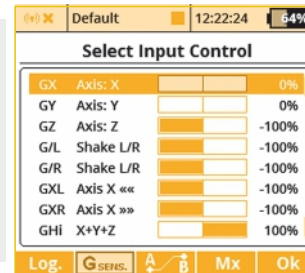 Default 12:22:24 64%
Select Input Control
GX Axis: X 0%
GY Axis: Y 0%
GZ Axis: Z -100%
G/L Shake L/R -100%
G/R Shake L/R -100%
GXL Axis X «« -100%
GXR Axis X »» -100%
GHi X+Y+Z 100%
Log. G SENS. A B Mx Ok